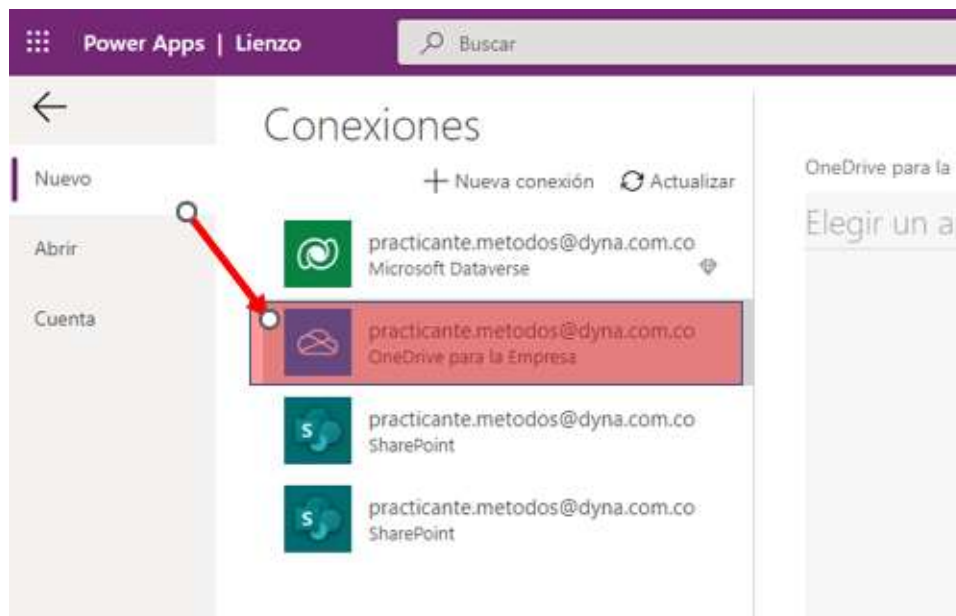 Power Apps | Lienzo
Buscar
Nuevo
Abrir
Cuenta
Conexiones
Nueva conexión
Actualizar
practicante.metodos@dyna.com.co
Microsoft Dataverse
practicante.metodos@dyna.com.co
OneDrive para la Empresa
practicante.metodos@dyna.com.co
SharePoint
practicante.metodos@dyna.com.co
SharePoint
OneDrive para la
Elegir un a